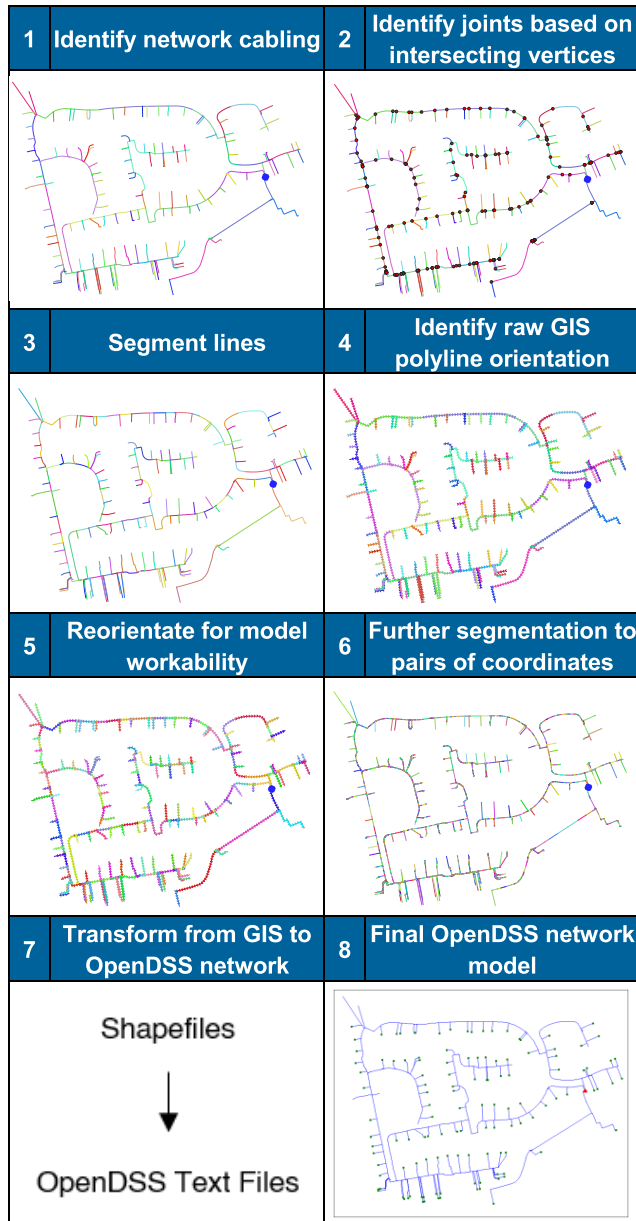 1
Identify network cabling
2
Identify joints based on
intersecting vertices
3
Segment lines
4
Identify raw GIS
polyline orientation
5
Reorientate for model
workability
6
Further segmentation to
pairs of coordinates
7
Transform from GIS to
OpenDSS network
8
Final OpenDSS network
model
Shapefiles
OpenDSS Text Files